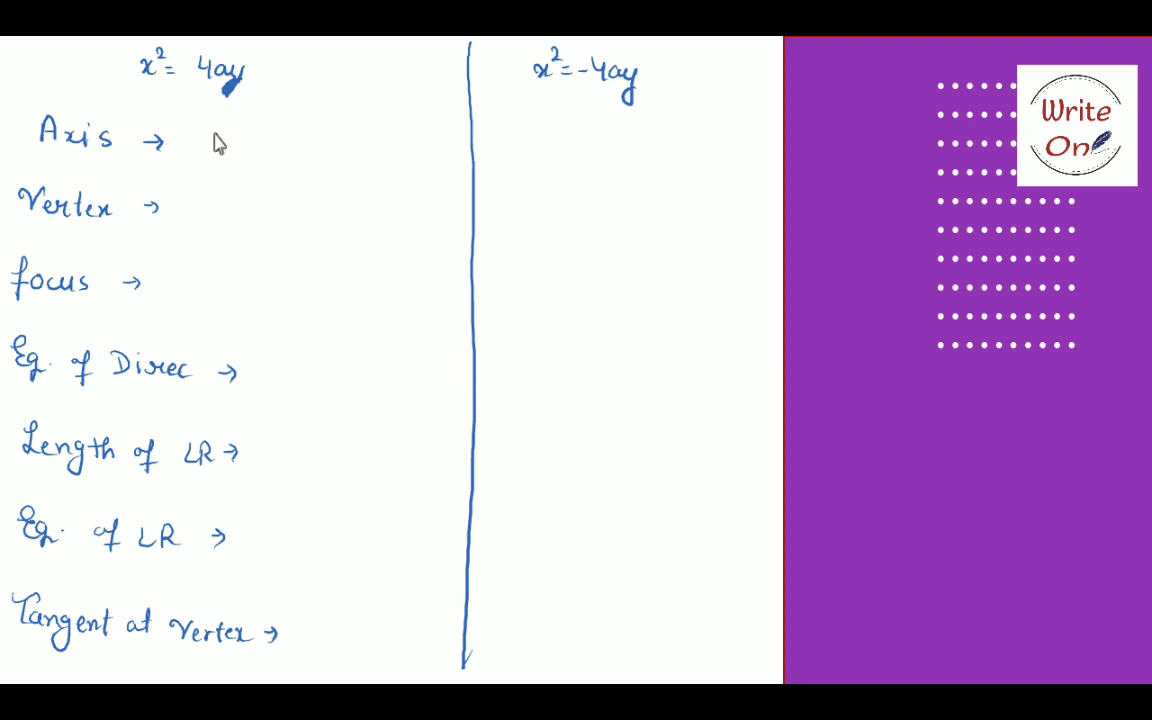 x² = 4ay
x² = -4ay
Axis →
Vertex →
focus →
Eq. of Direc →
Length of LR →
Eq. of LR →
Tangent at vertex →
Write
On